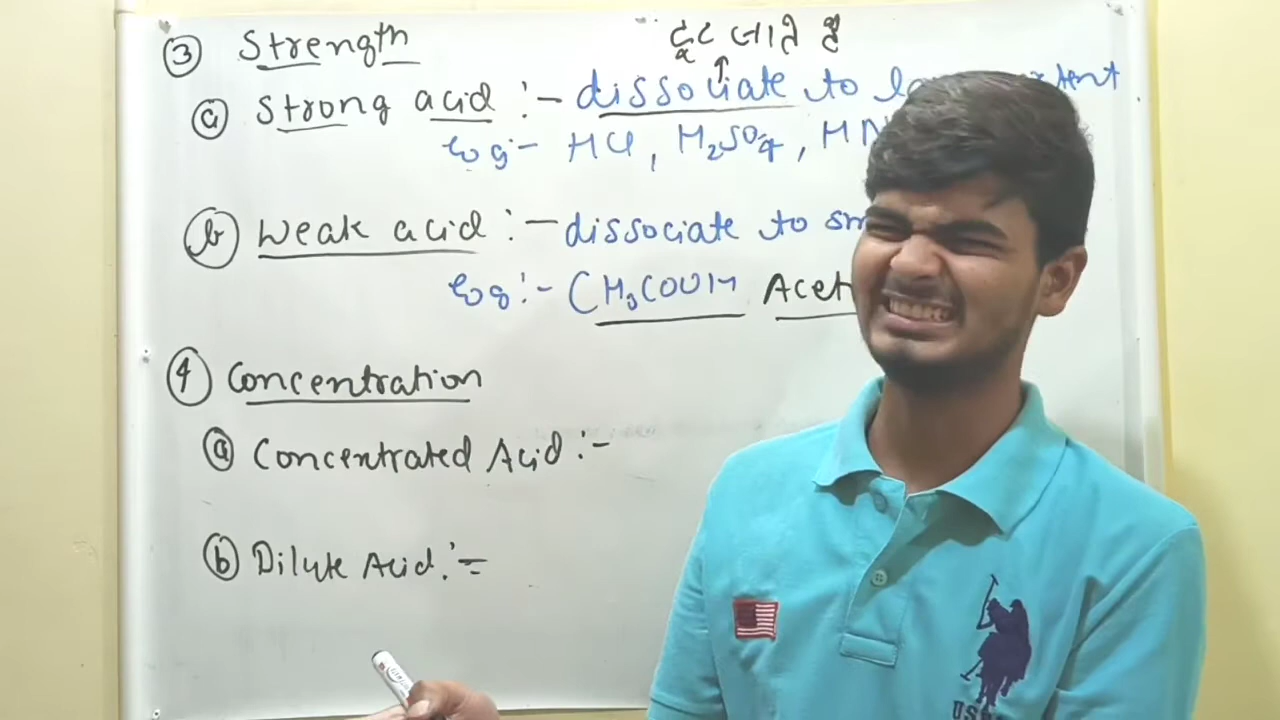 ③ Strength
टूट जाते है
ⓐ Strong acid :- dissociate to
Eg:- HCl, H₂SO₄, HN
ⓑ Weak acid :- dissociate to sm
Eg:- CH₃COOH Acet
④ Concentration
ⓐ Concentrated Acid :-
ⓑ Dilute Acid :-